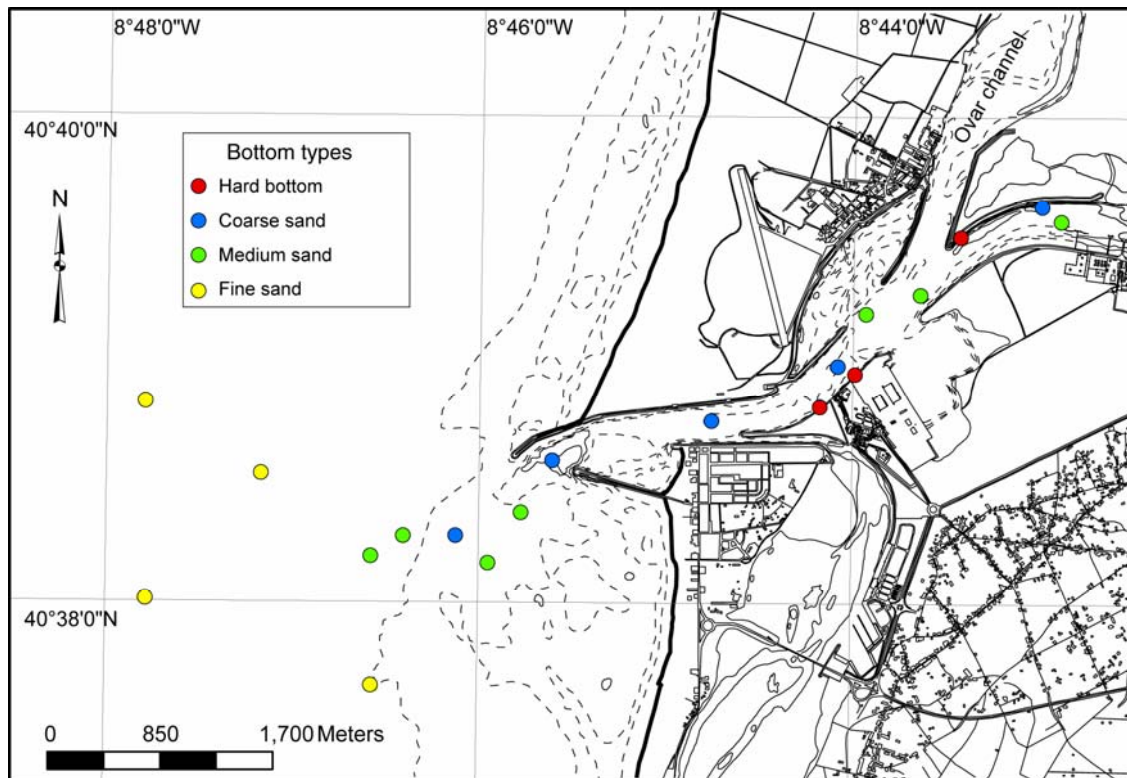 8°48'0"W
8°46'0"W
8°44'0"W
Ovar channel
40°40'0"N
Bottom types
Hard bottom
Coarse sand
Medium sand
Fine sand
N
40°38'0"N
0 850 1,700 Meters